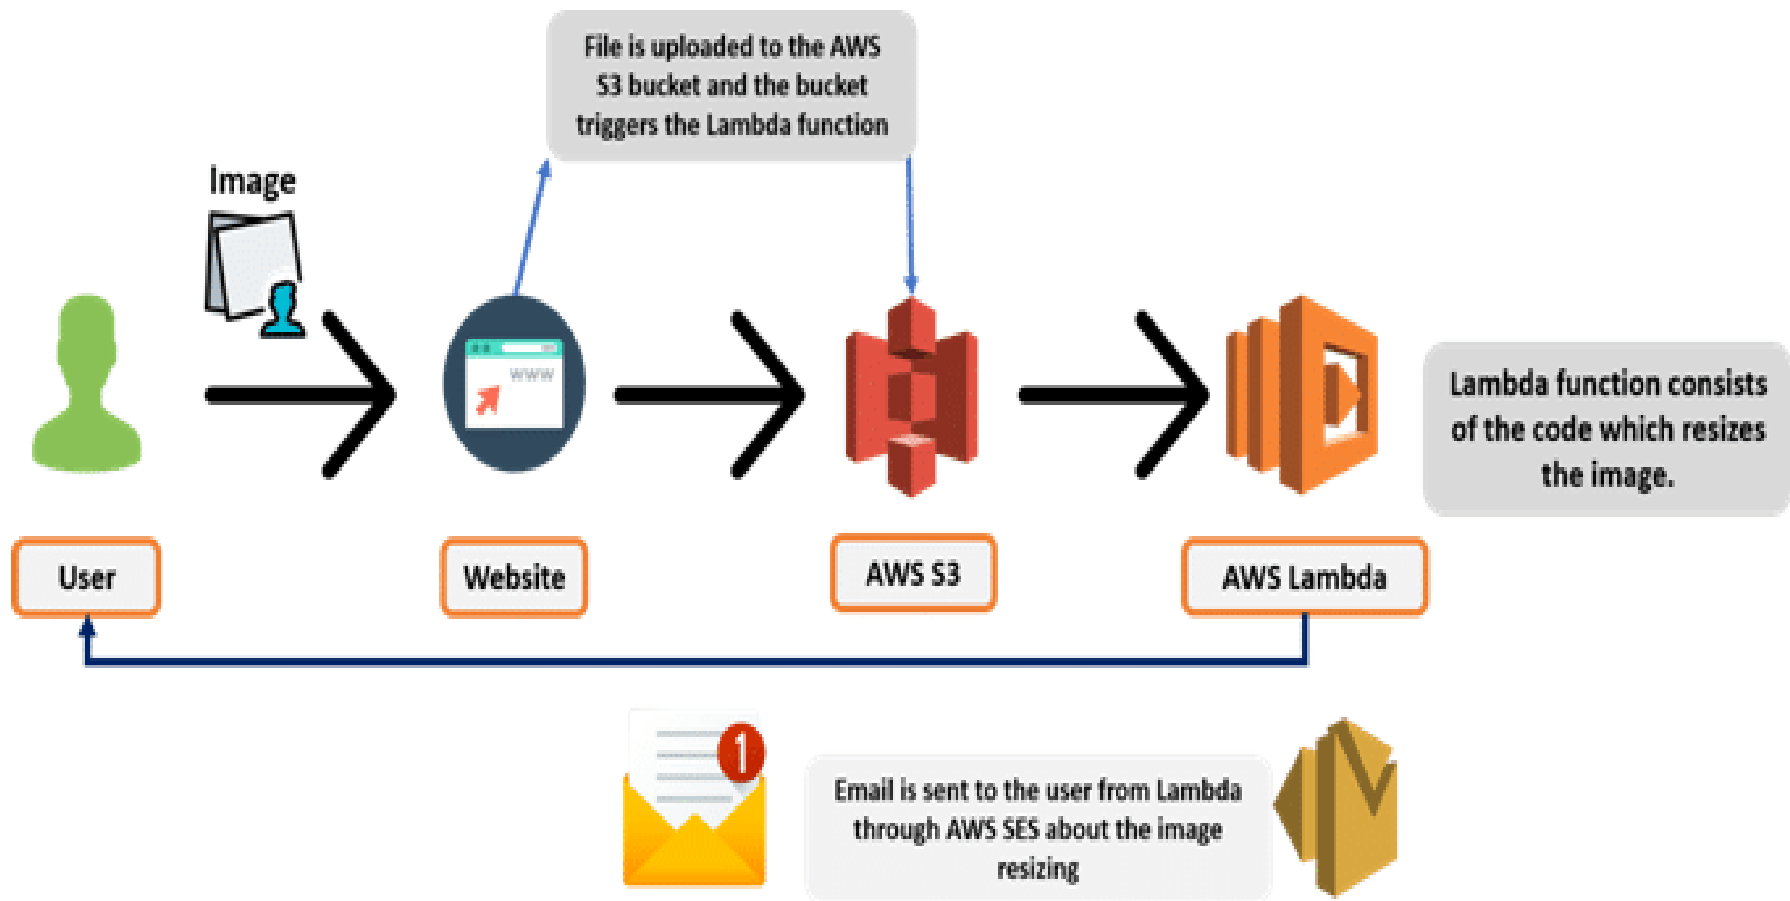 File is uploaded to the AWS
S3 bucket and the bucket
triggers the Lambda function
Image
www
Lambda function consists
of the code which resizes
the image.
User
Website
AWS S3
AWS Lambda
1
Email is sent to the user from Lambda
through AWS SES about the image
resizing